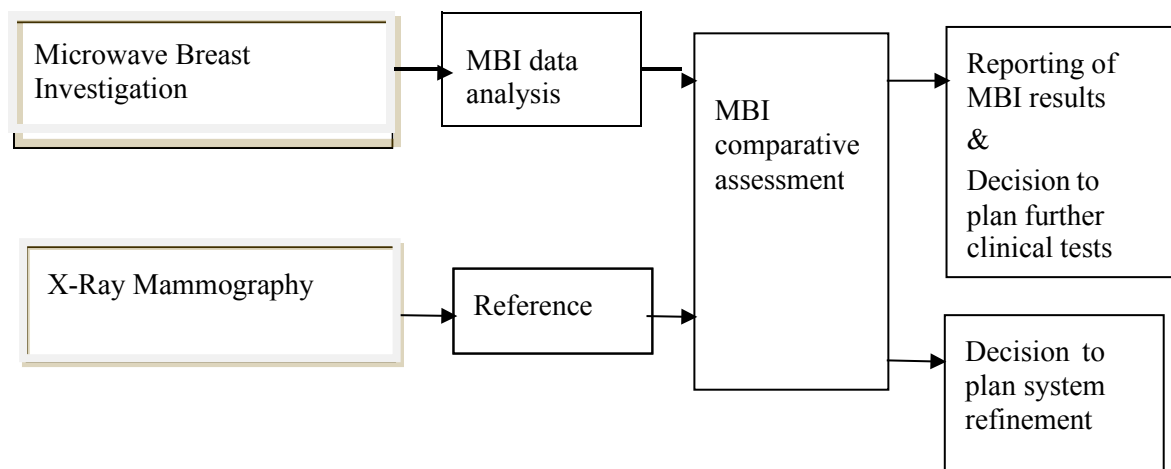 Microwave Breast
Investigation
MBI data
analysis
MBI
comparative
assessment
Reporting of
MBI results
&
Decision to
plan further
clinical tests
X-Ray Mammography
Reference
Decision to
plan system
refinement